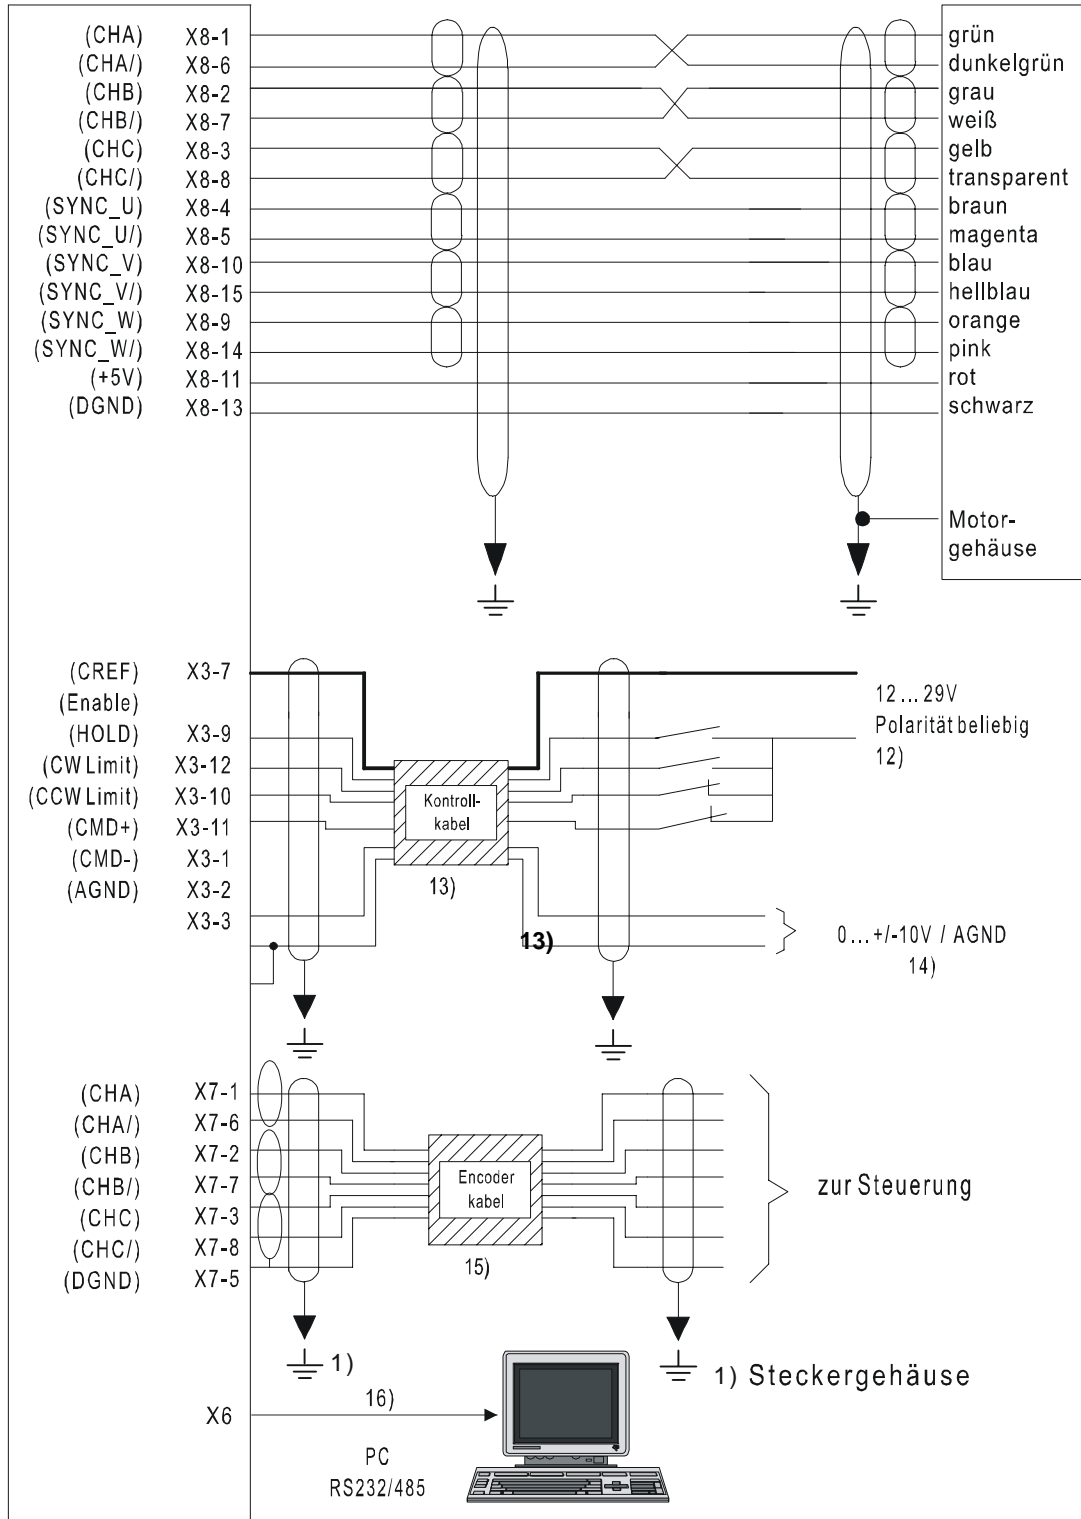 (CHA) X8-1 grün
(CHA/) X8-6 dunkelgrün
(CHB) X8-2 grau
(CHB/) X8-7 weiß
(CHC) X8-3 gelb
(CHC/) X8-8 transparent
(SYNC_U) X8-4 braun
(SYNC_U/) X8-5 magenta
(SYNC_V) X8-10 blau
(SYNC_V/) X8-15 hellblau
(SYNC_W) X8-9 orange
(SYNC_W/) X8-14 pink
(+5V) X8-11 rot
(DGND) X8-13 schwarz
Motor-
gehäuse
(CREF) X3-7
(Enable)
(HOLD) X3-9
(CW Limit) X3-12
(CCW Limit) X3-10
(CMD+) X3-11
(CMD-) X3-1
(AGND) X3-2
X3-3
Kontroll-
kabel
13)
13)
12...29V
Polarität beliebig
12)
0...+/-10V / AGND
14)
(CHA) X7-1
(CHA/) X7-6
(CHB) X7-2
(CHB/) X7-7
(CHC) X7-3
(CHC/) X7-8
(DGND) X7-5
Encoder
kabel
15)
zur Steuerung
1)
1) Steckergehäuse
X6
16)
PC
RS232/485